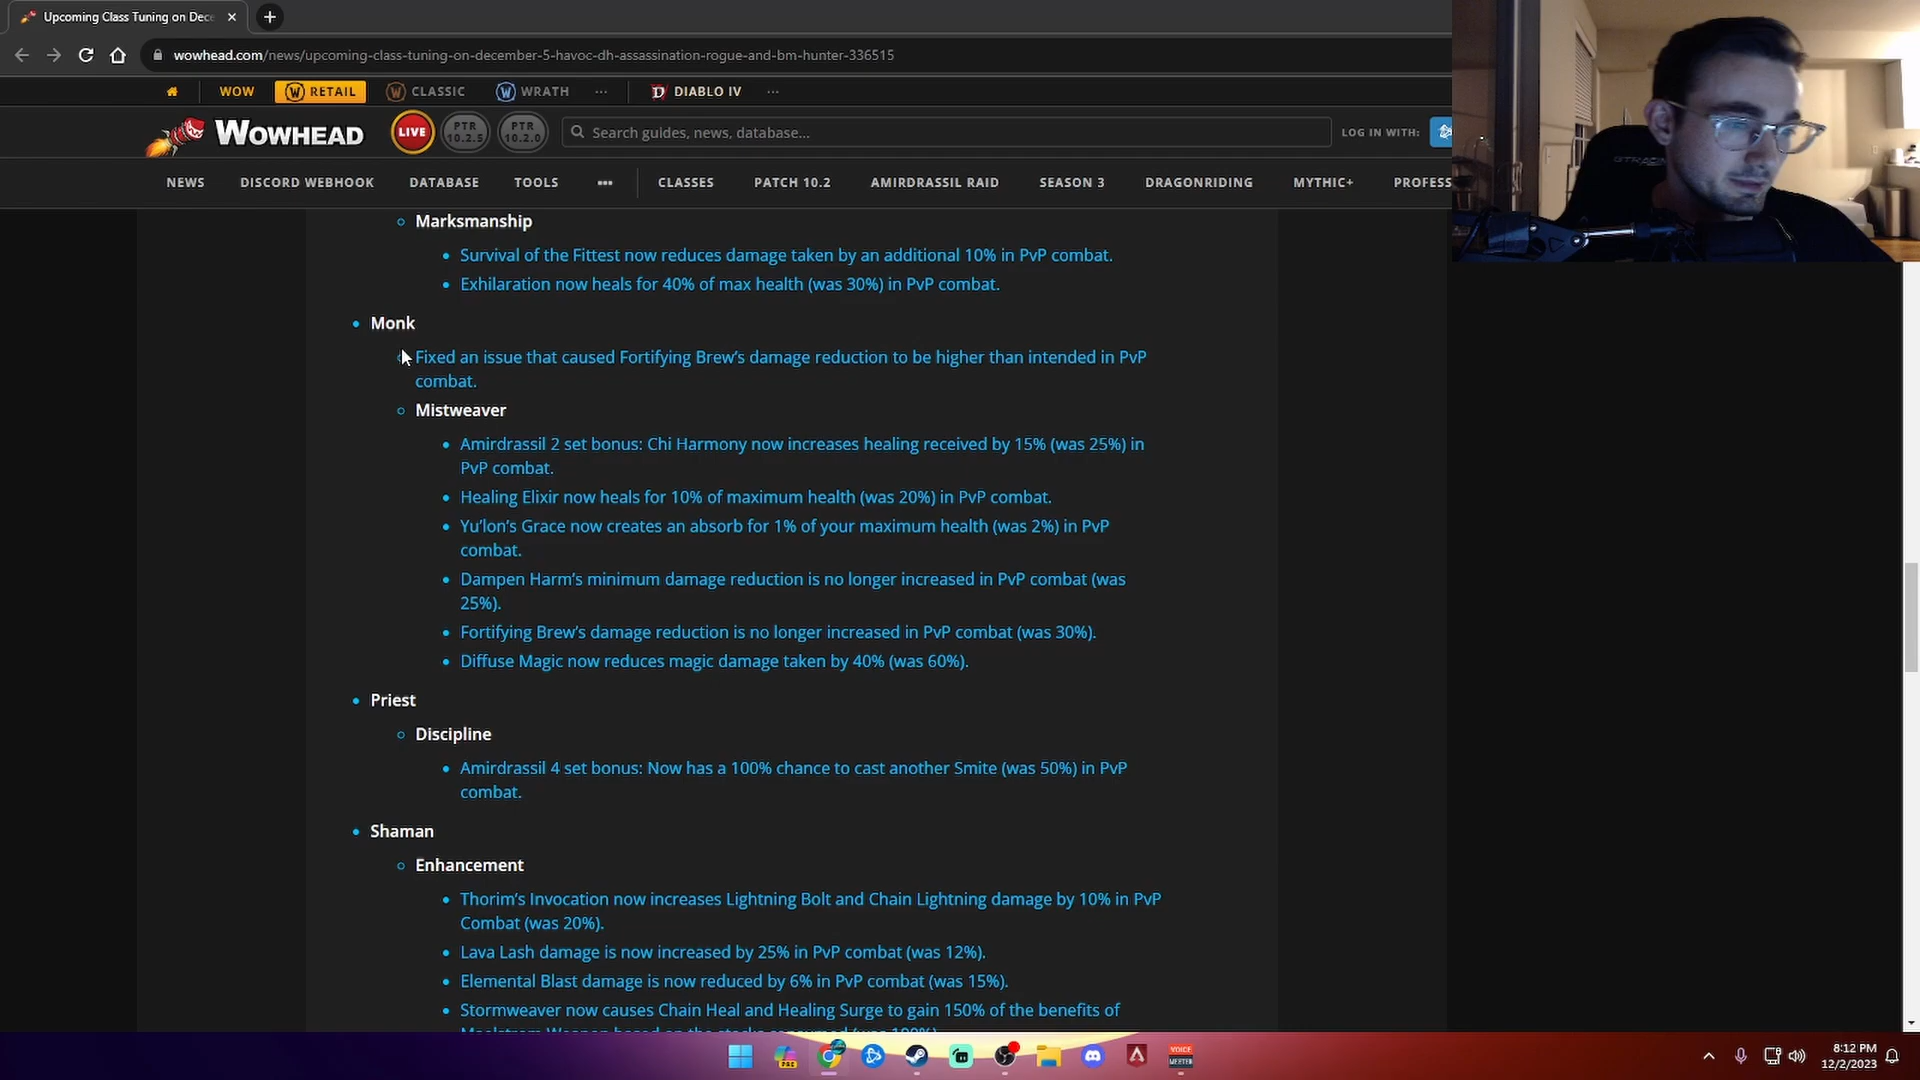 Upcoming Class Tuning on Dece
wowhead.com/news/upcoming-class-tuning-on-december-5-havoc-dh-assassination-rogue-and-bm-hunter-336515
WOW RETAIL CLASSIC WRATH ... DIABLO IV ...
WOWHEAD LIVE PTR 10.2.5 PTR 10.2.0 Search guides, news, database... LOG IN WITH:
NEWS DISCORD WEBHOOK DATABASE TOOLS ... CLASSES PATCH 10.2 AMIRDRASSIL RAID SEASON 3 DRAGONRIDING MYTHIC+ PROFESS
Marksmanship
Survival of the Fittest now reduces damage taken by an additional 10% in PvP combat.
Exhilaration now heals for 40% of max health (was 30%) in PvP combat.
Monk
Fixed an issue that caused Fortifying Brew's damage reduction to be higher than intended in PvP
combat.
Mistweaver
Amirdrassil 2 set bonus: Chi Harmony now increases healing received by 15% (was 25%) in
PvP combat.
Healing Elixir now heals for 10% of maximum health (was 20%) in PvP combat.
Yu'lon's Grace now creates an absorb for 1% of your maximum health (was 2%) in PvP
combat.
Dampen Harm's minimum damage reduction is no longer increased in PvP combat (was
25%).
Fortifying Brew's damage reduction is no longer increased in PvP combat (was 30%).
Diffuse Magic now reduces magic damage taken by 40% (was 60%).
Priest
Discipline
Amirdrassil 4 set bonus: Now has a 100% chance to cast another Smite (was 50%) in PvP
combat.
Shaman
Enhancement
Thorim's Invocation now increases Lightning Bolt and Chain Lightning damage by 10% in PvP
Combat (was 20%).
Lava Lash damage is now increased by 25% in PvP combat (was 12%).
Elemental Blast damage is now reduced by 6% in PvP combat (was 15%).
Stormweaver now causes Chain Heal and Healing Surge to gain 150% of the benefits of
Maelstrom Weapon based on the stacks consumed (was 100%)
VOICE
MEETER
8:12 PM
12/2/2023